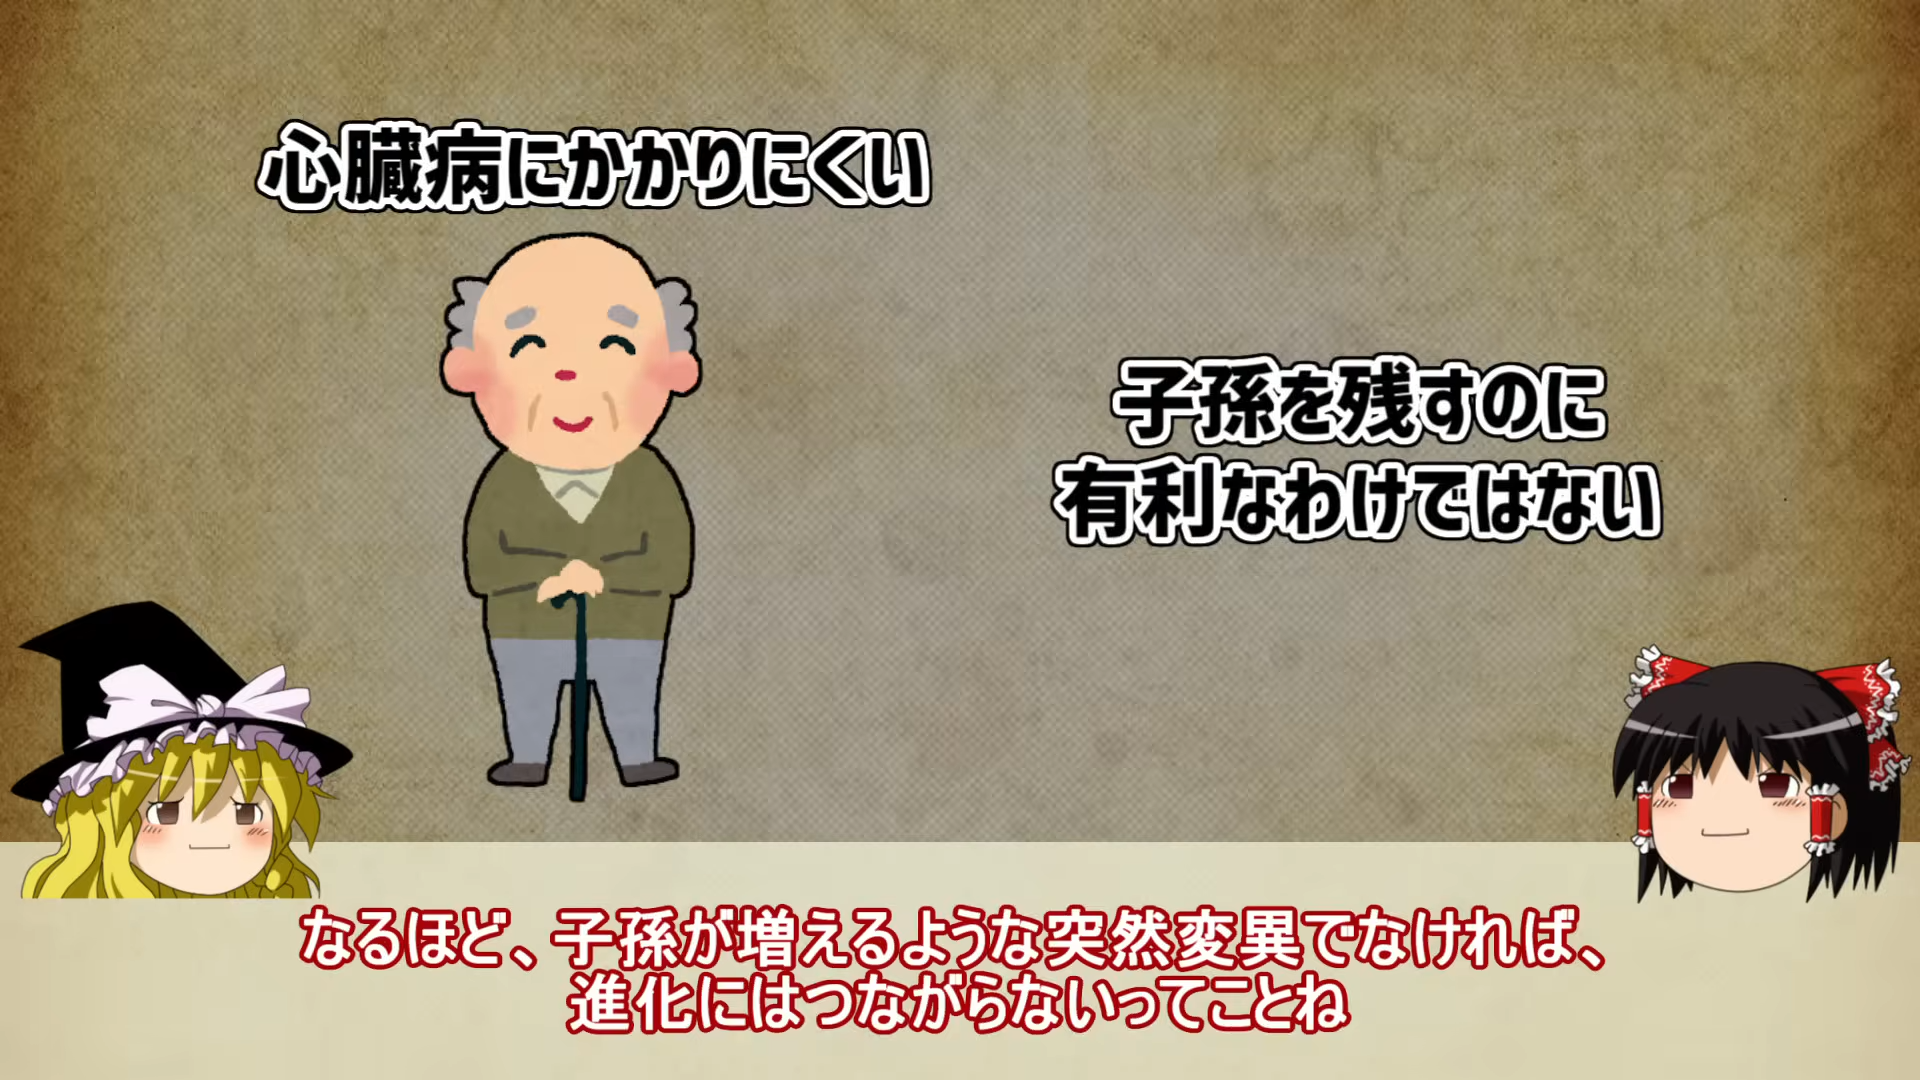 心臓病にかかりにくい
子孫を残すのに
有利なわけではない
なるほど、子孫が増えるような突然変異でなければ、
進化にはつながらないってことね